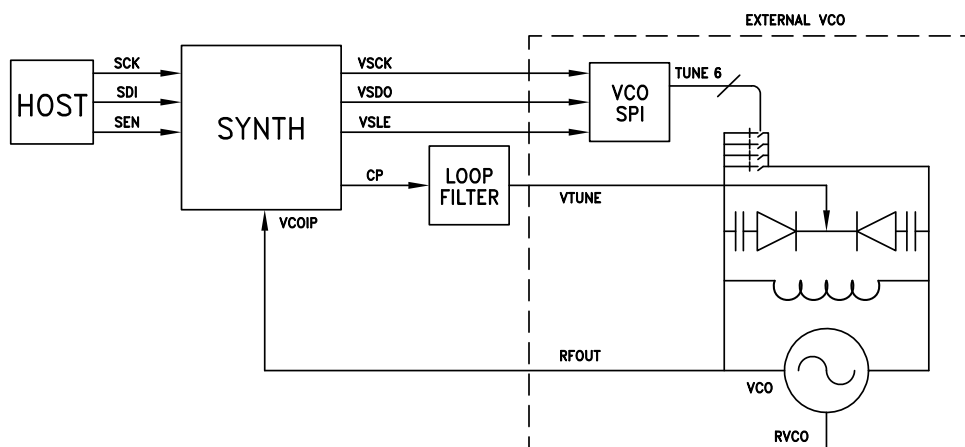 EXTERNAL VCO
HOST
SCK
SDI
SEN
SYNTH
VSCK
VSDO
VSLE
CP
VCO
SPI
TUNE 6
LOOP
FILTER
VTUNE
VCOIP
RFOUT
VCO
RVCO